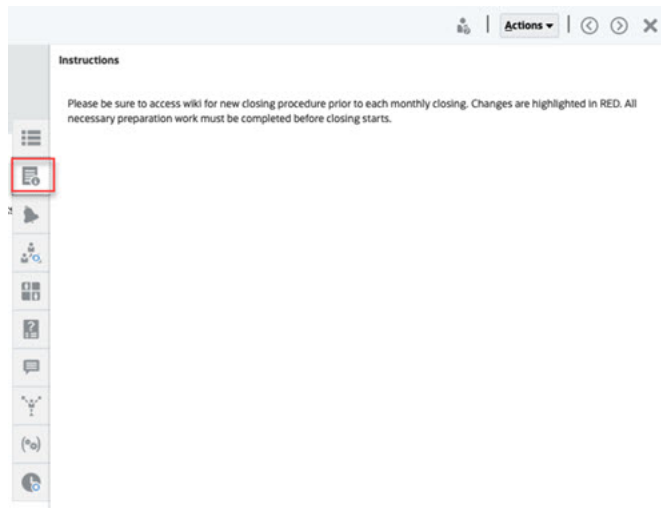 Actions
Instructions
Please be sure to access wiki for new closing procedure prior to each monthly closing. Changes are highlighted in RED. All
necessary preparation work must be completed before closing starts.